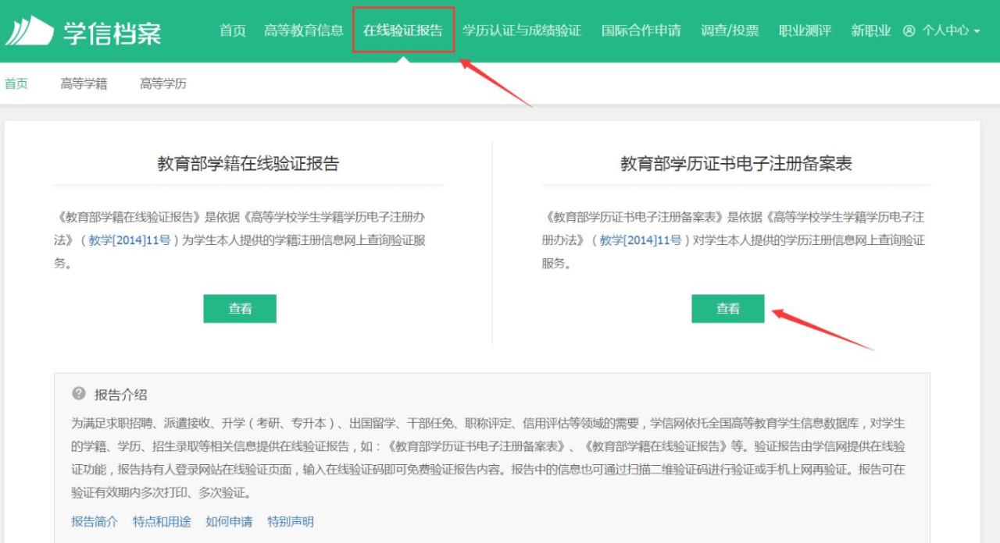 学信档案
首页 高等教育信息 在线验证报告 学历认证与成绩验证 国际合作申请 调查/投票 职业测评 新职业 个人中心
首页 高等学籍 高等学历
教育部学籍在线验证报告
《教育部学籍在线验证报告》是依据《高等学校学生学籍学历电子注册办
法》（教学[2014]11号）为学生本人提供的学籍注册信息网上查询验证服
务。
查看
教育部学历证书电子注册备案表
《教育部学历证书电子注册备案表》是依据《高等学校学生学籍学历电子注
册办法》（教学[2014]11号）对学生本人提供的学历注册信息网上查询验证
服务。
查看
? 报告介绍
为满足求职招聘、派遣接收、升学（考研、专升本）、出国留学、干部任免、职称评定、信用评估等领域的需要，学信网依托全国高等教育学生信息数据库，对学生
的学籍、学历、招生录取等相关信息提供在线验证报告，如：《教育部学历证书电子注册备案表》、《教育部学籍在线验证报告》等。验证报告由学信网提供在线验
证功能，报告持有人登录网站在线验证页面，输入在线验证码即可免费验证报告内容。报告中的信息也可通过扫描二维验证码进行验证或手机上网再验证。报告可在
验证有效期内多次打印、多次验证。
报告简介 特点和用途 如何申请 特别声明